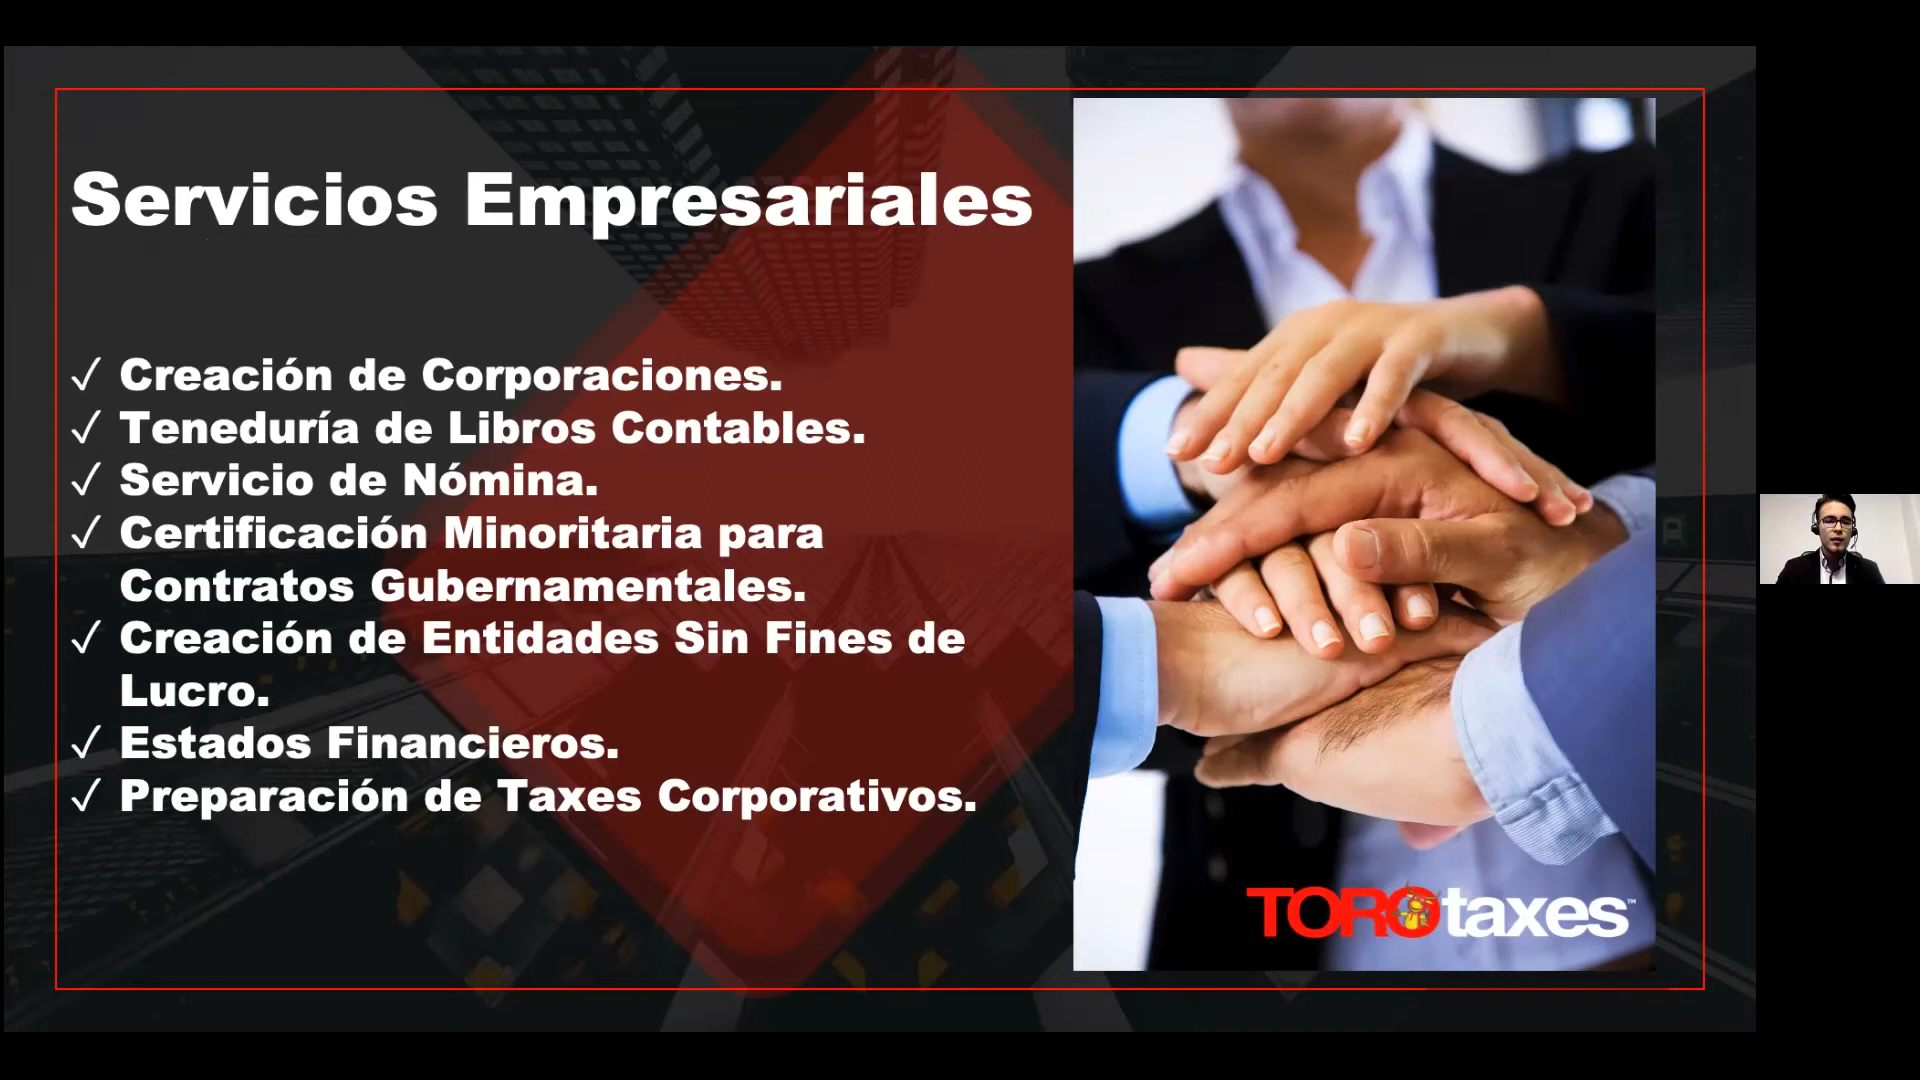 Servicios Empresariales
✓ Creación de Corporaciones.
✓ Teneduría de Libros Contables.
✓ Servicio de Nómina.
✓ Certificación Minoritaria para
Contratos Gubernamentales.
✓ Creación de Entidades Sin Fines de
Lucro.
✓ Estados Financieros.
✓ Preparación de Taxes Corporativos.
TOROtaxes™